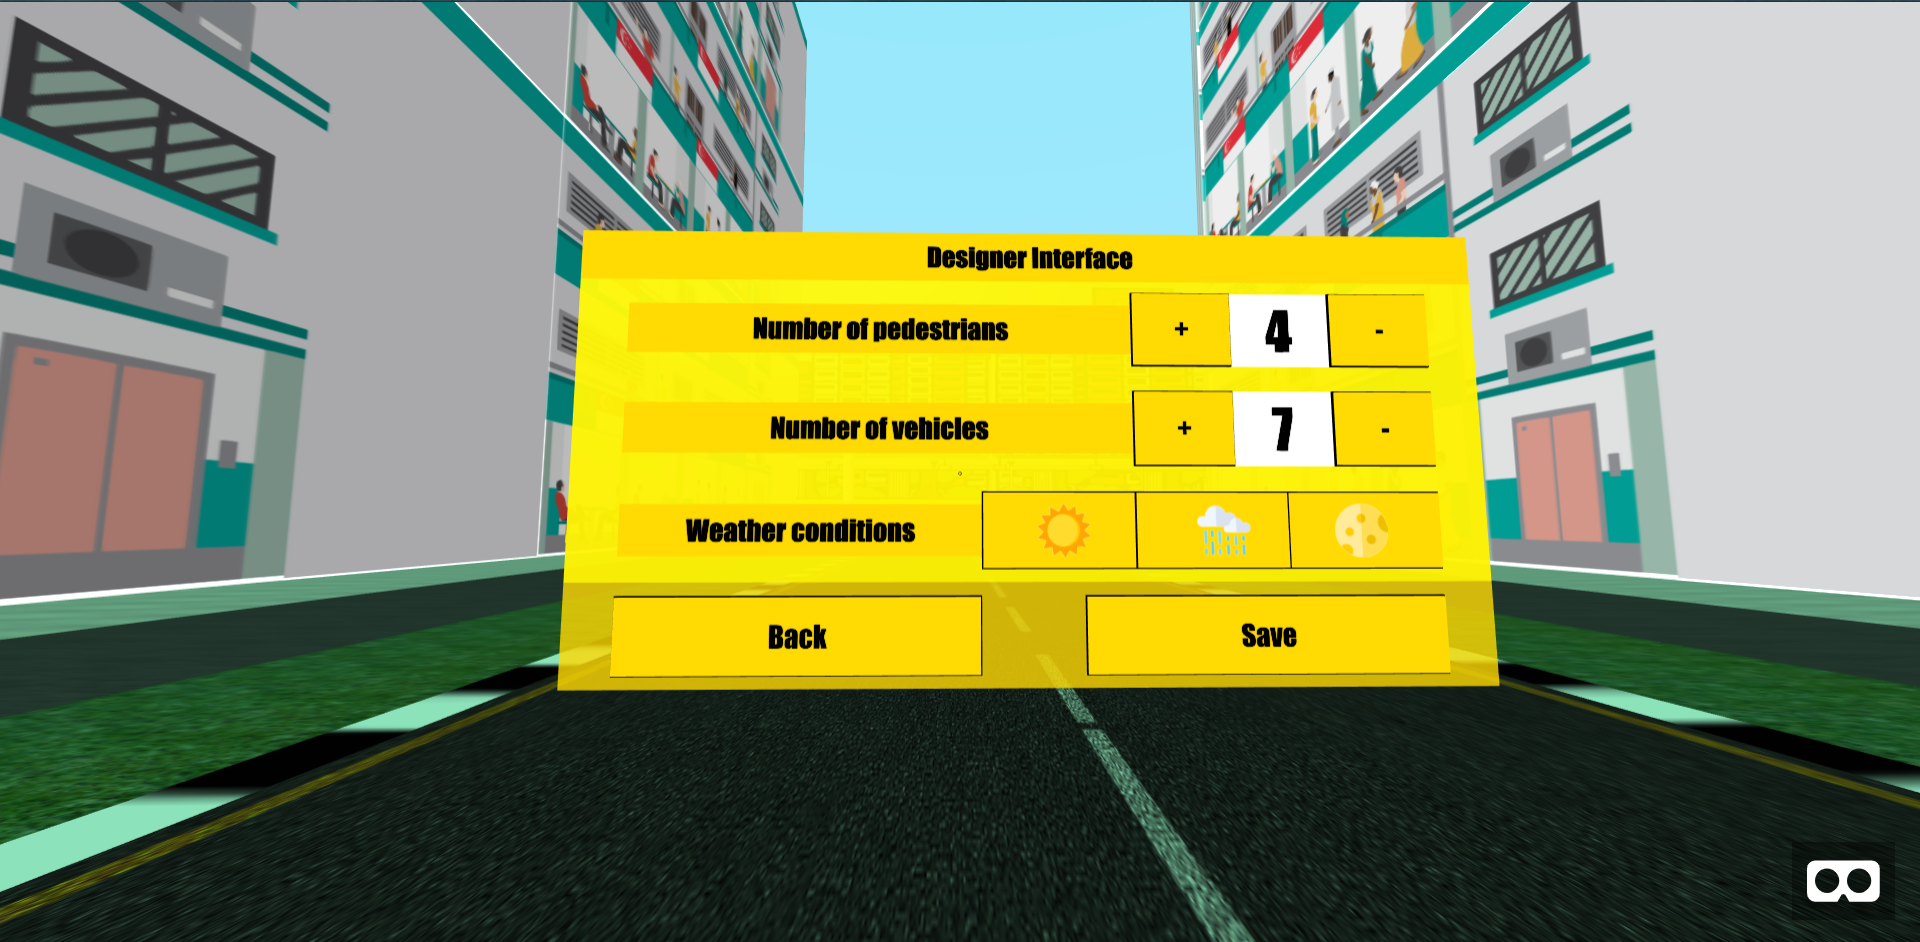 Designer Interface
Number of pedestrians + 4 -
Number of vehicles + 7 -
Weather conditions
Back Save